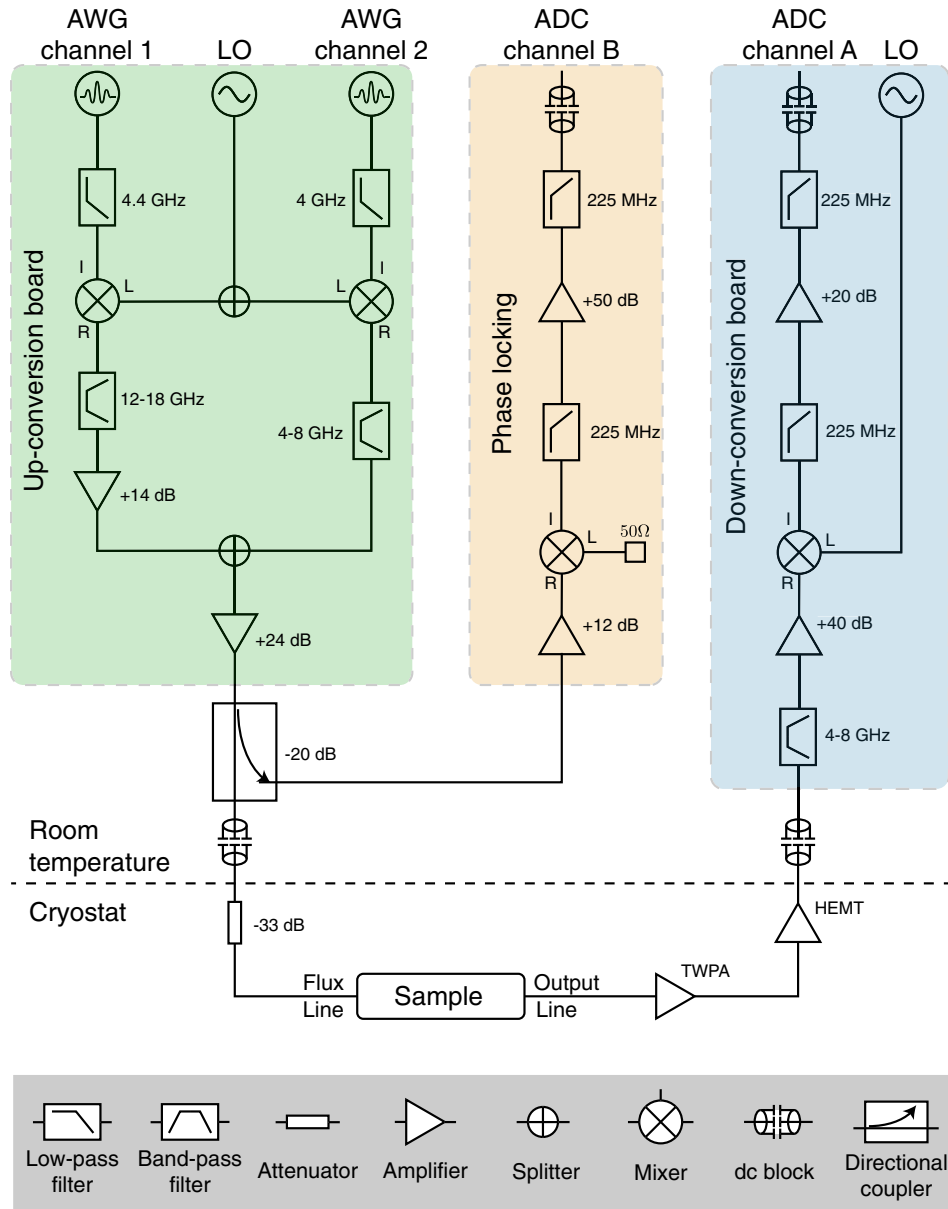 AWG
channel 1
LO
AWG
channel 2
ADC
channel B
ADC
channel A
LO
4.4 GHz
4 GHz
225 MHz
225 MHz
I
L
L
I
R
R
+50 dB
+20 dB
Up-conversion board
Phase locking
Down-conversion board
12-18 GHz
4-8 GHz
225 MHz
225 MHz
+14 dB
I
L
50Ω
R
I
L
R
+24 dB
+12 dB
+40 dB
-20 dB
4-8 GHz
Room
temperature
Cryostat
-33 dB
HEMT
TWPA
Flux
Line
Sample
Output
Line
Low-pass
filter
Band-pass
filter
Attenuator
Amplifier
Splitter
Mixer
dc block
Directional
coupler